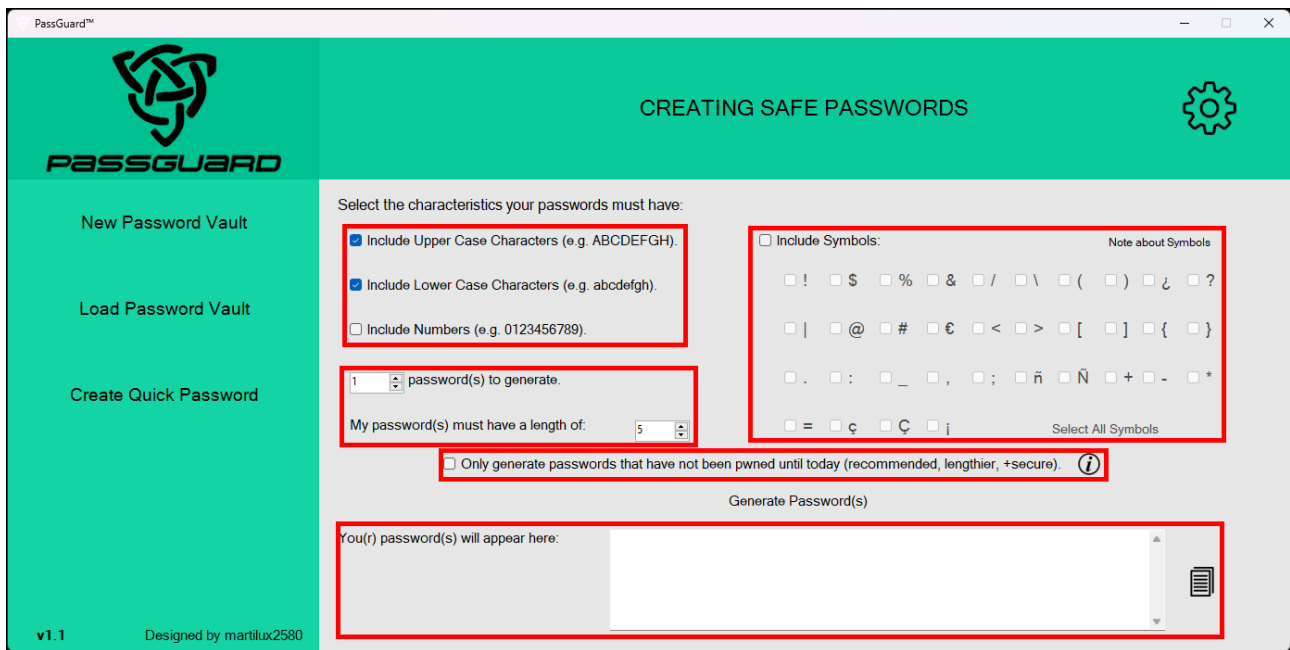 PassGuard™
PASSGUARD
CREATING SAFE PASSWORDS
New Password Vault
Load Password Vault
Create Quick Password
v1.1 Designed by martilux2580
Select the characteristics your passwords must have:
Include Upper Case Characters (e.g. ABCDEFGH).
Include Lower Case Characters (e.g. abcdefgh).
Include Numbers (e.g. 0123456789).
1 password(s) to generate.
My password(s) must have a length of: 5
Include Symbols: Note about Symbols
! $ % & / \ ( ) ¿ ?
| @ # € < > [ ] { }
. : _ , ; ñ Ñ + - *
= ç Ç ¡ Select All Symbols
Only generate passwords that have not been pwned until today (recommended, lengthier, +secure). i
Generate Password(s)
You(r) password(s) will appear here: